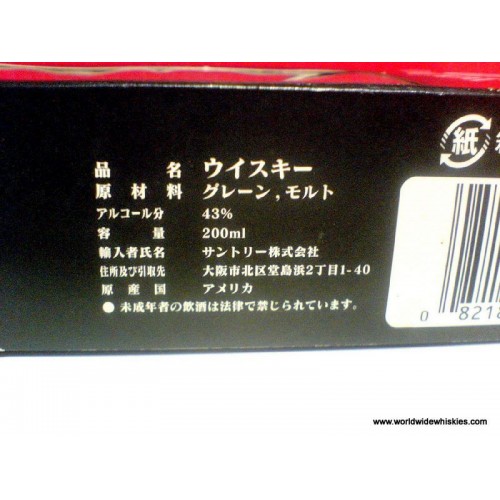 品名 ウイスキー
原材料 グレーン,モルト
アルコール分 43%
容量 200ml
輸入者氏名 サントリー株式会社
住所及び引取先 大阪市北区堂島浜2丁目1-40
原産国 アメリカ
● 未成年者の飲酒は法律で禁じられています。
紙
0 8218
www.worldwidewhiskies.com